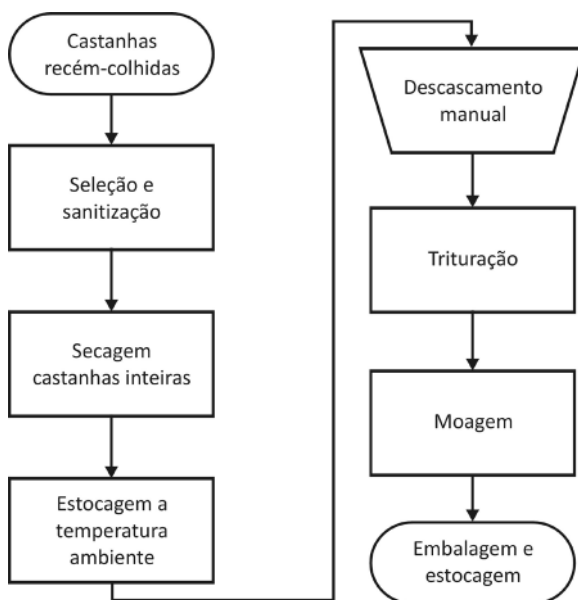 Castanhas
recém-colhidas
Seleção e
sanitização
Secagem
castanhas inteiras
Estocagem a
temperatura
ambiente
Descascamento
manual
Trituração
Moagem
Embalagem e
estocagem